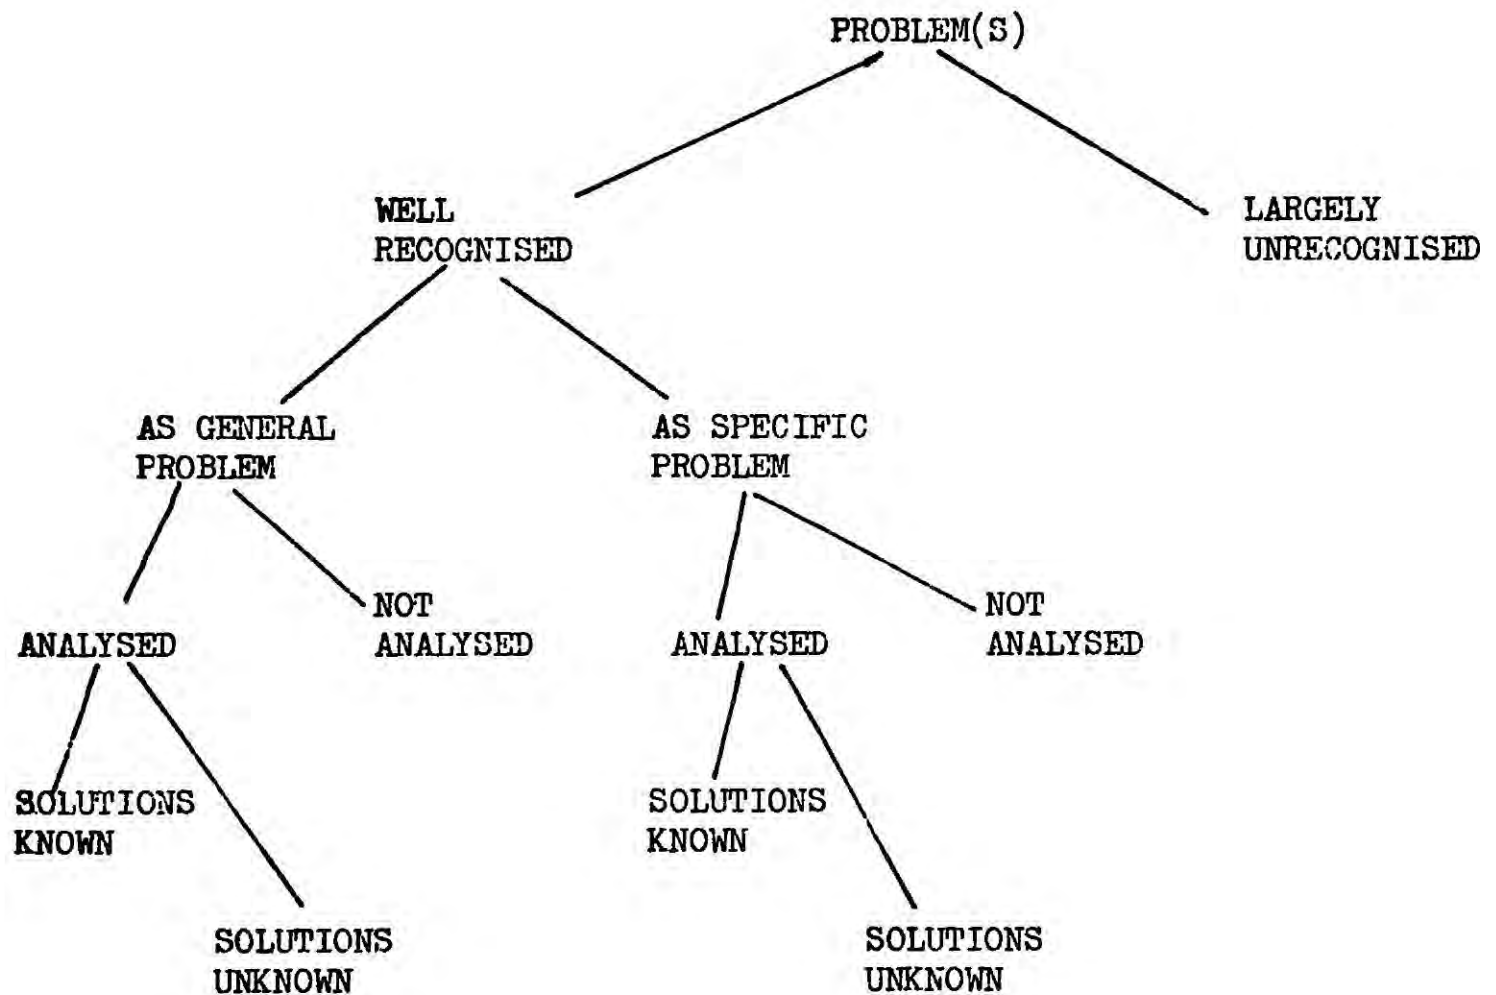 PROBLEM(S)
WELL
RECOGNISED
LARGELY
UNRECOGNISED
AS GENERAL
PROBLEM
AS SPECIFIC
PROBLEM
ANALYSED
NOT
ANALYSED
ANALYSED
NOT
ANALYSED
SOLUTIONS
KNOWN
SOLUTIONS
UNKNOWN
SOLUTIONS
KNOWN
SOLUTIONS
UNKNOWN